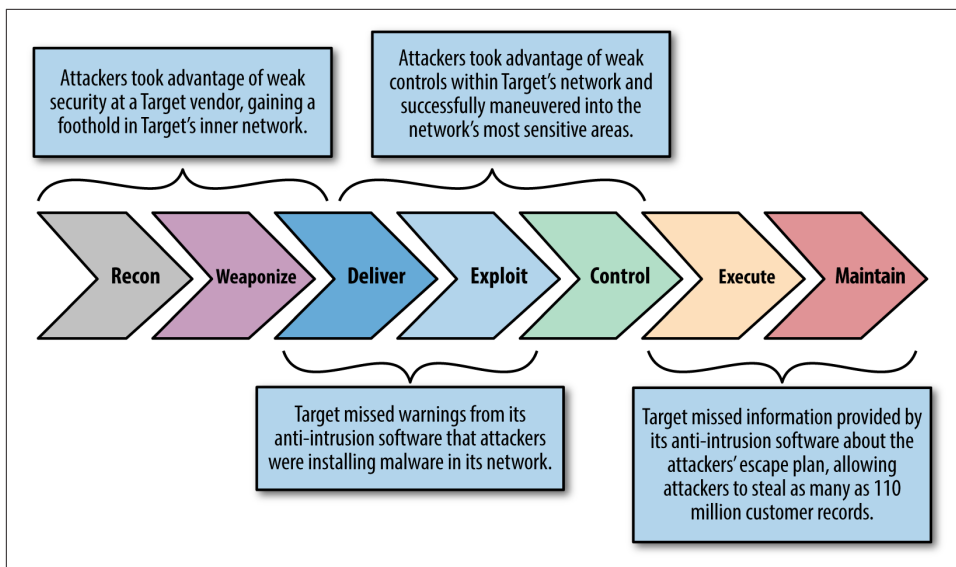 Attackers took advantage of weak
security at a Target vendor, gaining a
foothold in Target's inner network.
Attackers took advantage of weak
controls within Target's network and
successfully maneuvered into the
network's most sensitive areas.
Recon
Weaponize
Deliver
Exploit
Control
Execute
Maintain
Target missed warnings from its
anti-intrusion software that attackers
were installing malware in its network.
Target missed information provided by
its anti-intrusion software about the
attackers' escape plan, allowing
attackers to steal as many as 110
million customer records.